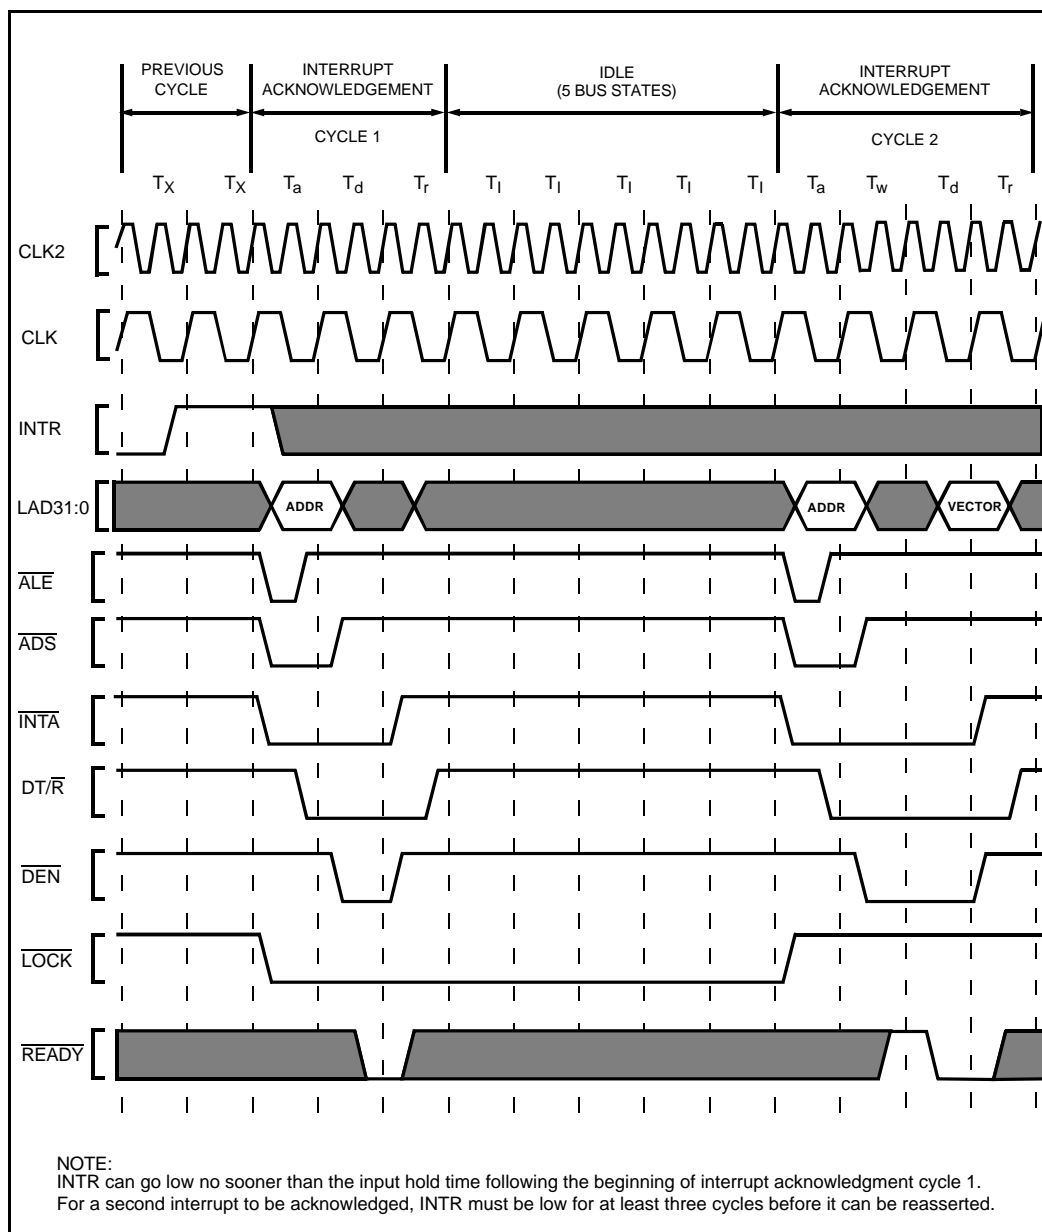 PREVIOUS
CYCLE
INTERRUPT
ACKNOWLEDGEMENT
CYCLE 1
IDLE
(5 BUS STATES)
INTERRUPT
ACKNOWLEDGEMENT
CYCLE 2
TX TX Ta Td Tr TI TI TI TI TI Ta Tw Td Tr
CLK2
CLK
INTR
LAD31:0 ADDR ADDR VECTOR
ALE
ADS
INTA
DT/R
DEN
LOCK
READY
NOTE:
INTR can go low no sooner than the input hold time following the beginning of interrupt acknowledgment cycle 1.
For a second interrupt to be acknowledged, INTR must be low for at least three cycles before it can be reasserted.